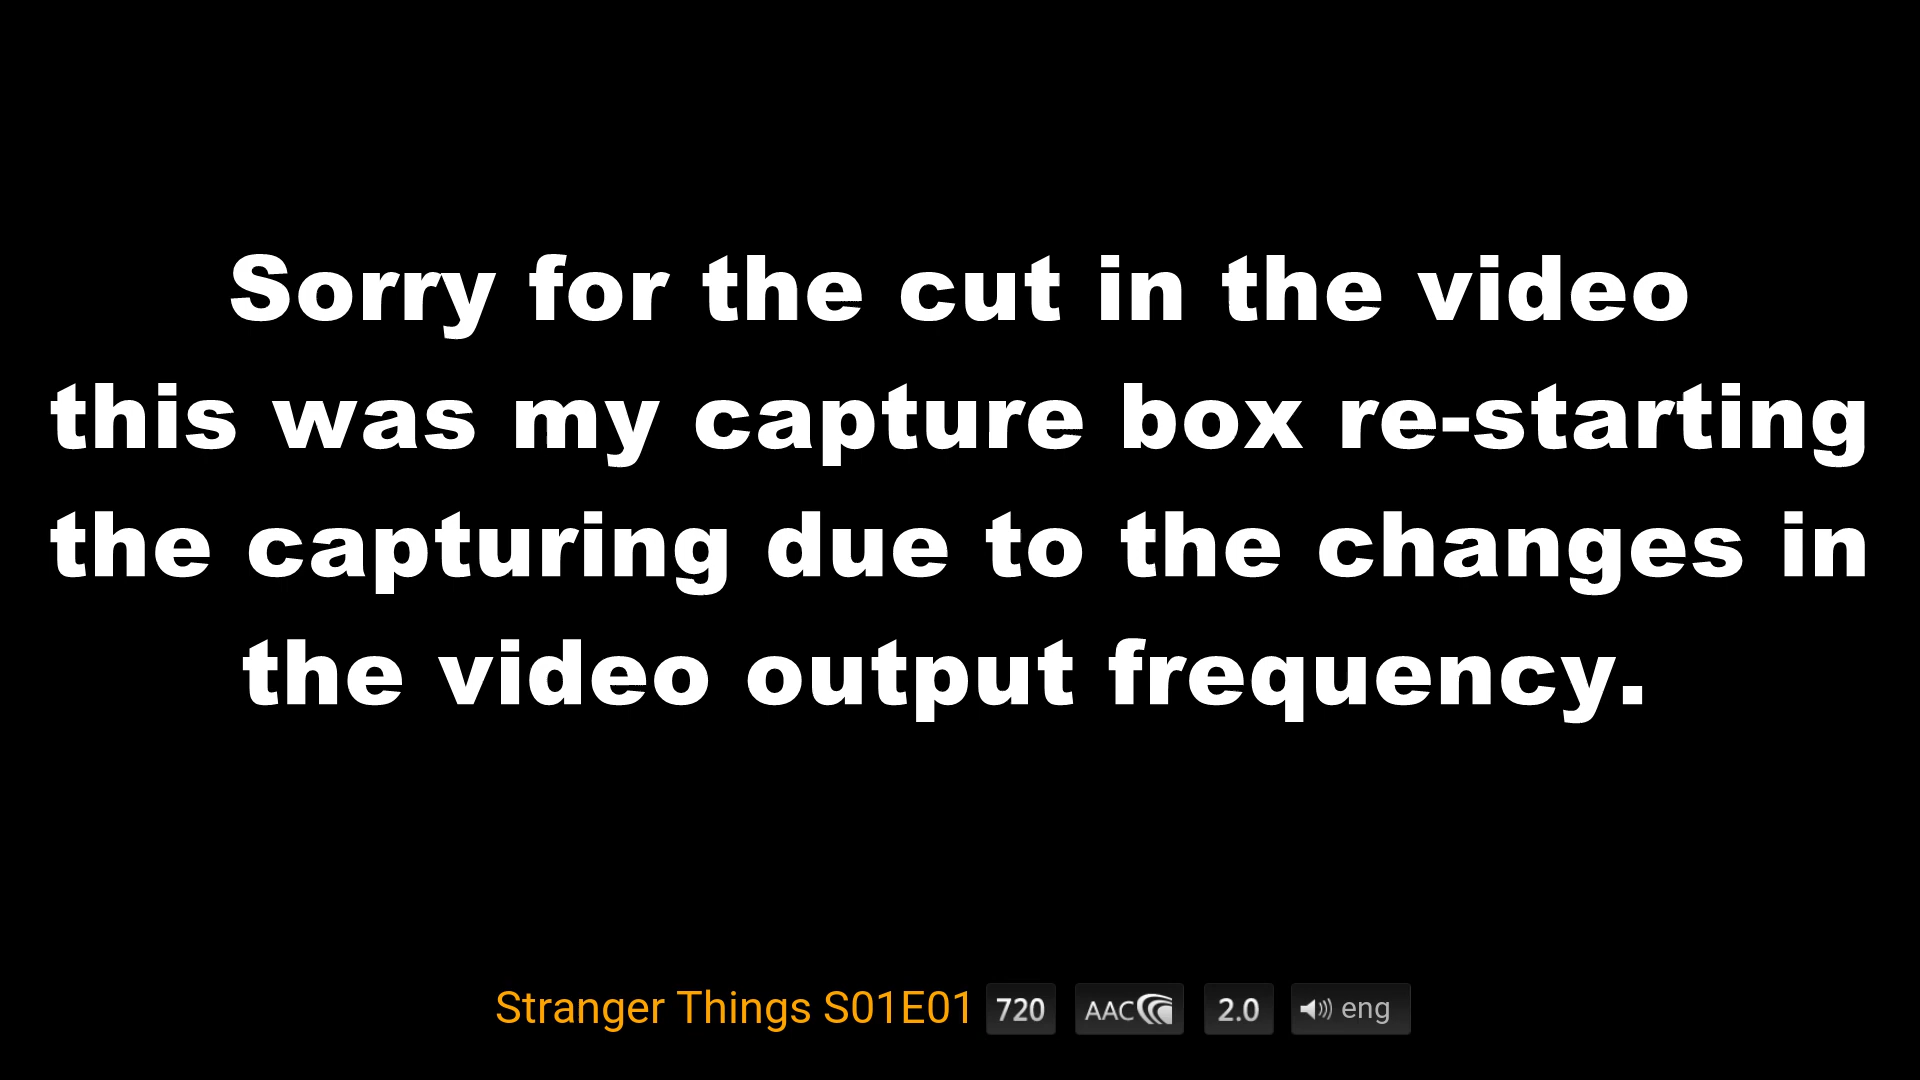 Sorry for the cut in the video
this was my capture box re-starting
the capturing due to the changes in
the video output frequency.
Stranger Things S01E01 720 AAC 2.0 eng